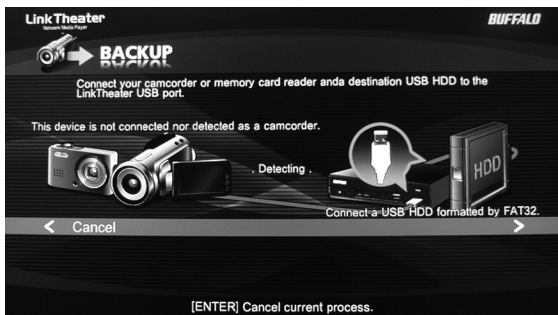 LinkTheater
Network Media Player
BUFFALO
BACKUP
Connect your camcorder or memory card reader anda destination USB HDD to the
LinkTheater USB port.
This device is not connected nor detected as a camcorder.
. Detecting .
HDD
Connect a USB HDD formatted by FAT32.
< Cancel >
[ENTER] Cancel current process.